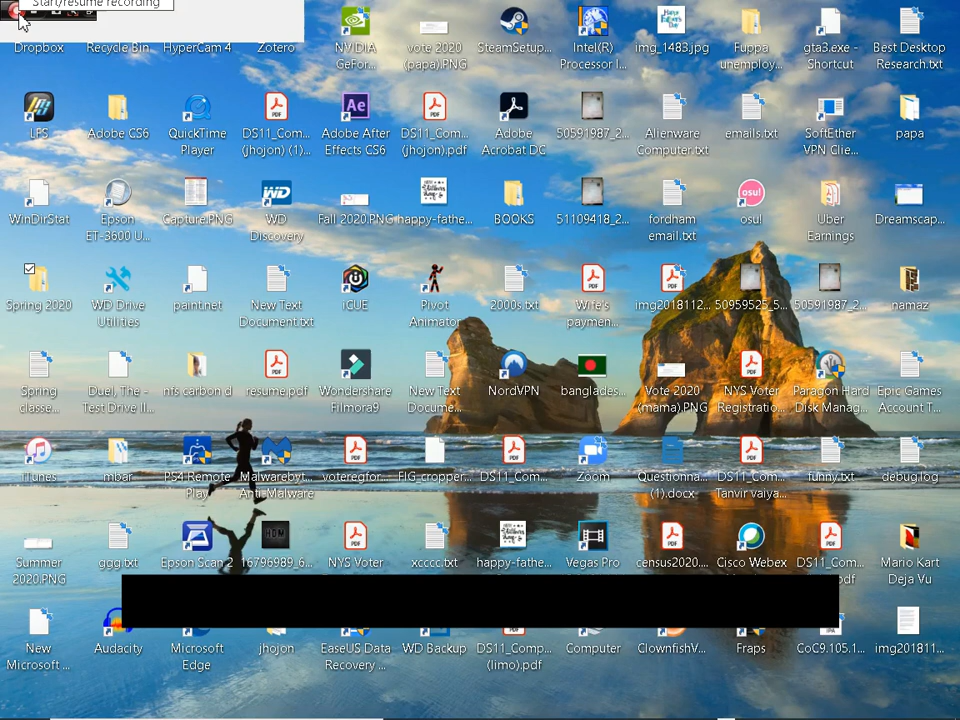 Start/resume recording
Dropbox
Recycle Bin
HyperCam 4
Zotero
NVIDIA
GeFor...
vote 2020
(papa).PNG
SteamSetup...
Intel(R)
Processor I...
img_1483.jpg
Fuppa
unemploy...
gta3.exe -
Shortcut
Best Desktop
Research.txt
LFS
Adobe CS6
QuickTime
Player
DS11_Com...
(jhojon) (1)...
Adobe After
Effects CS6
DS11_Com...
(jhojon).pdf
Adobe
Acrobat DC
50591987_2...
Alienware
Computer.txt
emails.txt
SoftEther
VPN Clie...
papa
WinDirStat
Epson
ET-3600 U...
Capture.PNG
WD
Discovery
Fall 2020.PNG
happy-fathe...
BOOKS
51109418_2...
fordham
email.txt
osu!
Uber
Earnings
Dreamscap...
Spring 2020
WD Drive
Utilities
paint.net
New Text
Document.txt
iCUE
Pivot
Animator
2000s.txt
Wife's
paymen...
img2018112...
50959525_5...
50591987_2...
namaz
Spring
classe...
Duel, The -
Test Drive II...
nfs carbon d
resume.pdf
Wondershare
Filmora9
New Text
Docume...
NordVPN
banglades...
Vote 2020
(mama).PNG
NYS Voter
Registratio...
Paragon Hard
Disk Manag...
Epic Games
Account T...
iTunes
mbar
PS4 Remote
Play
Malwarebyt...
Anti-Malware
voteregfor...
FIG_cropper...
DS11_Com...
Zoom
Questionna...
(1).docx
DS11_Com...
Tanvir vaiya...
funny.txt
debug.log
Summer
2020.PNG
ggg.txt
Epson Scan 2
16796989_6...
NYS Voter
xcccc.txt
happy-fathe...
Vegas Pro
census2020....
Cisco Webex
DS11_Com...
Mario Kart
Deja Vu
New
Microsoft ...
Audacity
Microsoft
Edge
jhojon
EaseUS Data
Recovery ...
WD Backup
DS11_Comp...
(limo).pdf
Computer
ClownfishV...
Fraps
CoC9.105.1...
img201811...